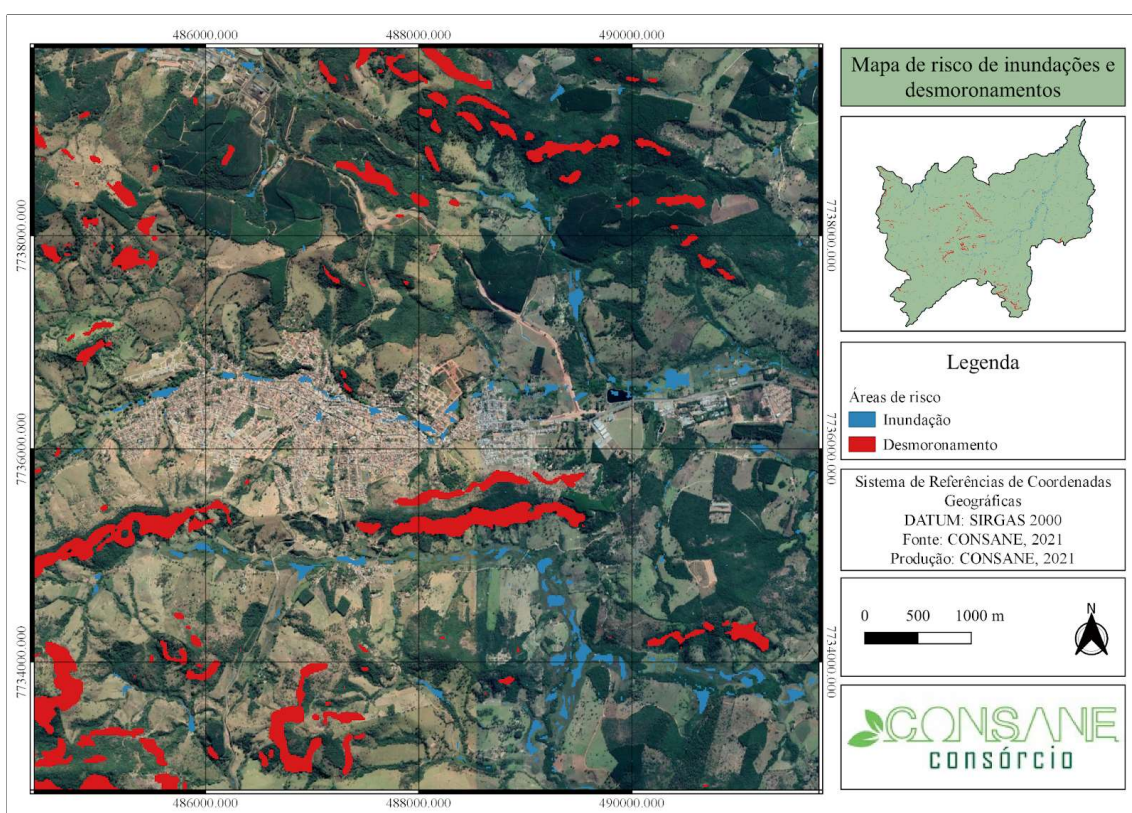 486000.000
488000.000
490000.000
7738000.000
7738000.000
7736000.000
7736000.000
7734000.000
7734000.000
486000.000
488000.000
490000.000
Mapa de risco de inundações e
desmoronamentos
Legenda
Áreas de risco
Inundação
Desmoronamento
Sistema de Referências de Coordenadas
Geográficas
DATUM: SIRGAS 2000
Fonte: CONSANE, 2021
Produção: CONSANE, 2021
0 500 1000 m
N
CONSANE
consórcio